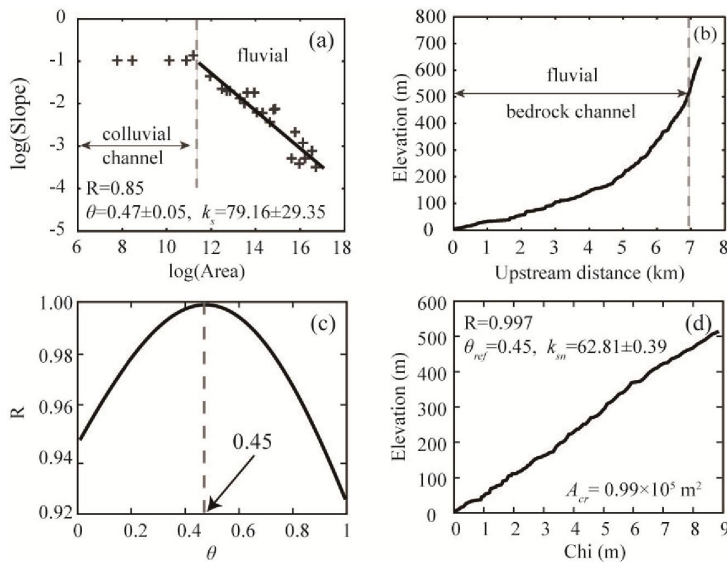 (a)
fluvial
colluvial
channel
R=0.85
θ=0.47±0.05, kₛ=79.16±29.35
0
-1
-2
-3
-4
-5
log(Slope)
6 8 10 12 14 16 18
log(Area)
(b)
fluvial
bedrock channel
800
700
600
500
400
300
200
100
0
Elevation (m)
0 1 2 3 4 5 6 7 8
Upstream distance (km)
(c)
0.45
1.00
0.98
0.96
0.94
0.92
R
0 0.2 0.4 0.6 0.8 1
θ
(d)
R=0.997
θref=0.45, ksn=62.81±0.39
Acr= 0.99×10⁵ m²
600
500
400
300
200
100
0
Elevation (m)
0 1 2 3 4 5 6 7 8 9
Chi (m)